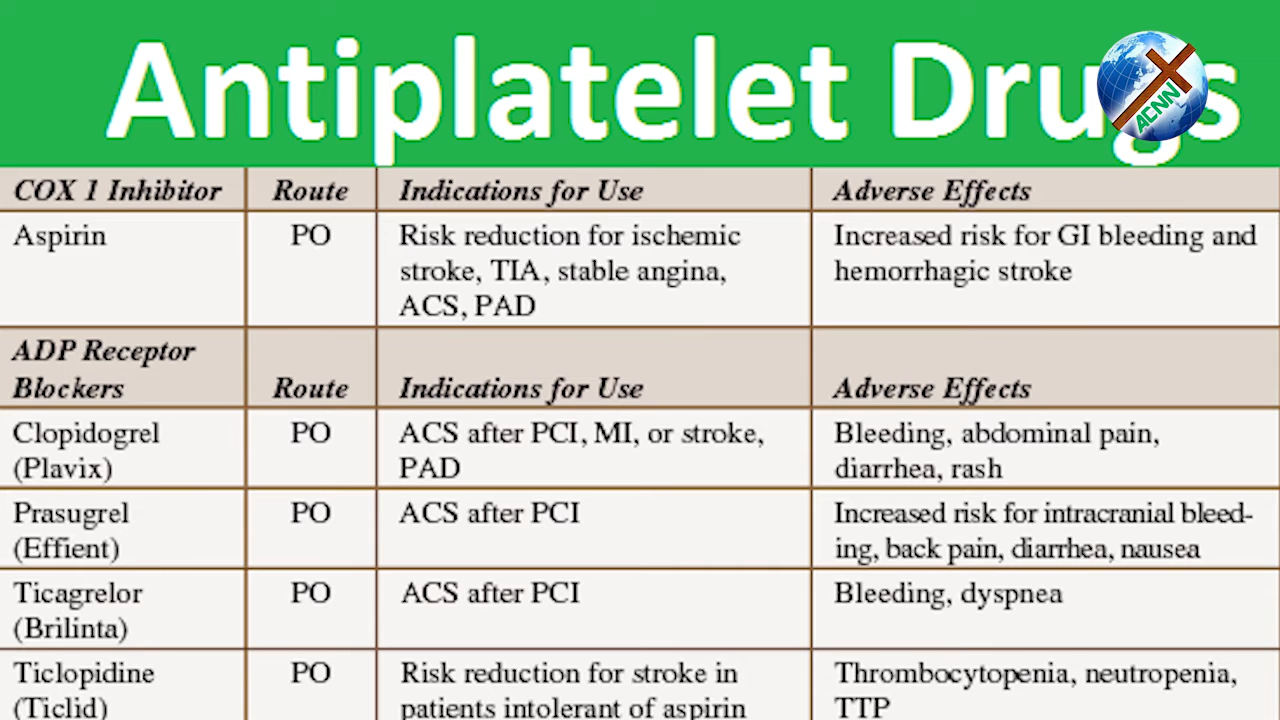 Antiplatelet Drugs
ACNN
COX 1 Inhibitor Route Indications for Use Adverse Effects
Aspirin PO Risk reduction for ischemic Increased risk for GI bleeding and
stroke, TIA, stable angina, hemorrhagic stroke
ACS, PAD
ADP Receptor
Blockers Route Indications for Use Adverse Effects
Clopidogrel PO ACS after PCI, MI, or stroke, Bleeding, abdominal pain,
(Plavix) PAD diarrhea, rash
Prasugrel PO ACS after PCI Increased risk for intracranial bleed-
(Effient) ing, back pain, diarrhea, nausea
Ticagrelor PO ACS after PCI Bleeding, dyspnea
(Brilinta)
Ticlopidine PO Risk reduction for stroke in Thrombocytopenia, neutropenia,
(Ticlid) patients intolerant of aspirin TTP